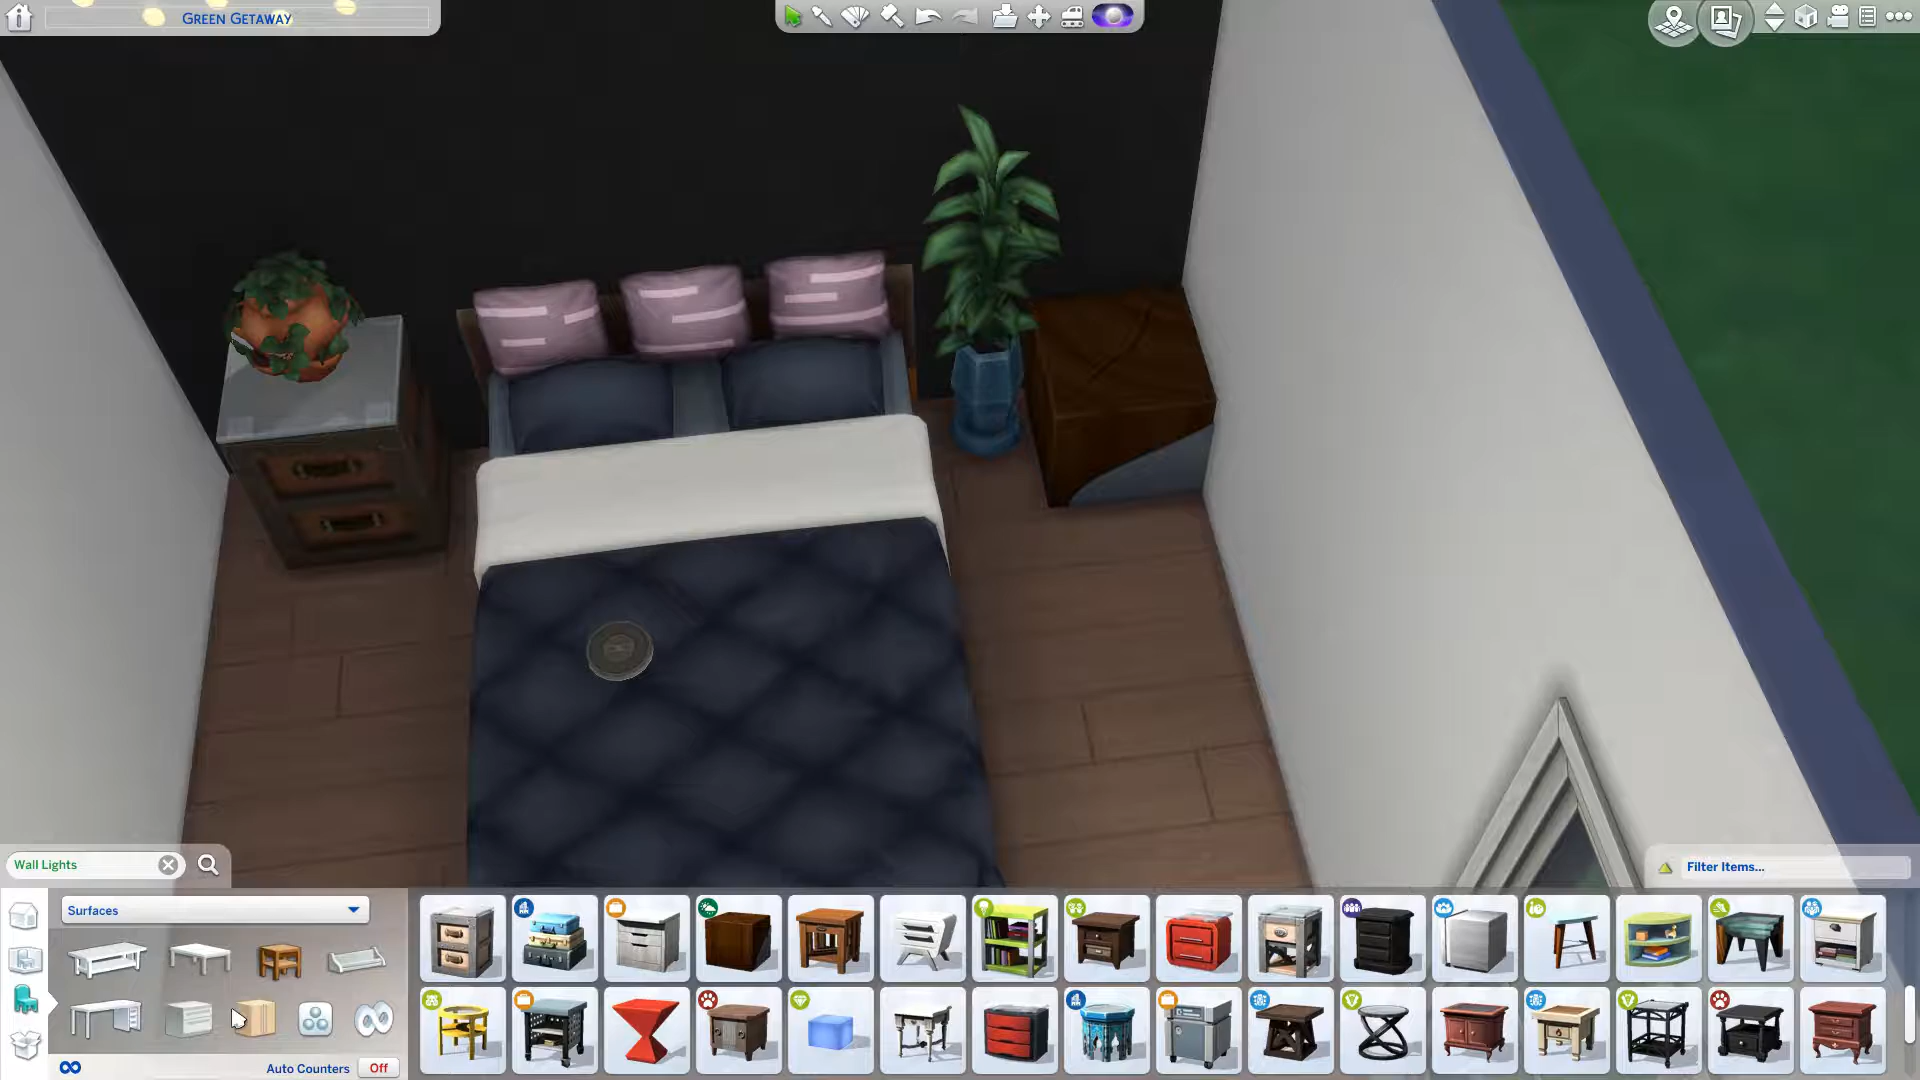 GREEN GETAWAY
Wall Lights
Filter Items...
Surfaces
Auto Counters
Off